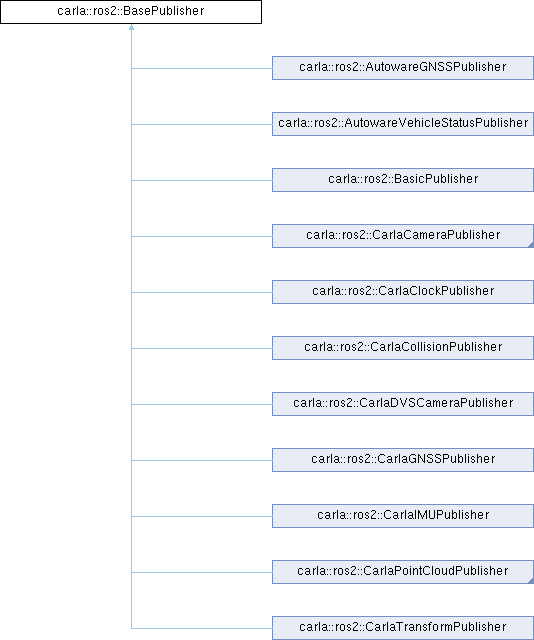 carla::ros2::BasePublisher
carla::ros2::AutowareGNSSPublisher
carla::ros2::AutowareVehicleStatusPublisher
carla::ros2::BasicPublisher
carla::ros2::CarlaCameraPublisher
carla::ros2::CarlaClockPublisher
carla::ros2::CarlaCollisionPublisher
carla::ros2::CarlaDVSCameraPublisher
carla::ros2::CarlaGNSSPublisher
carla::ros2::CarlaIMUPublisher
carla::ros2::CarlaPointCloudPublisher
carla::ros2::CarlaTransformPublisher